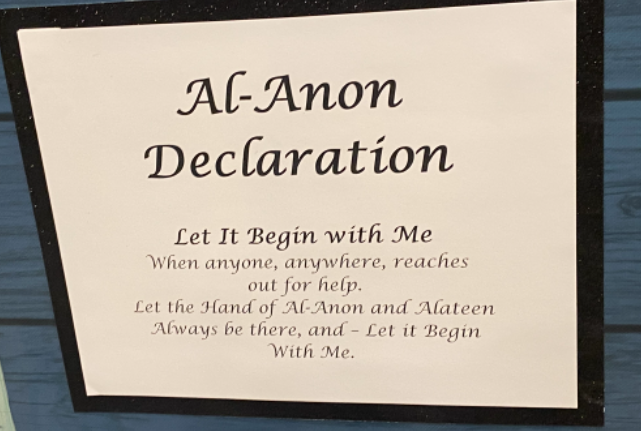 Al-Anon
Declaration
Let It Begin with Me
When anyone, anywhere, reaches
out for help.
Let the Hand of Al-Anon and Alateen
Always be there, and - Let it Begin
With Me.